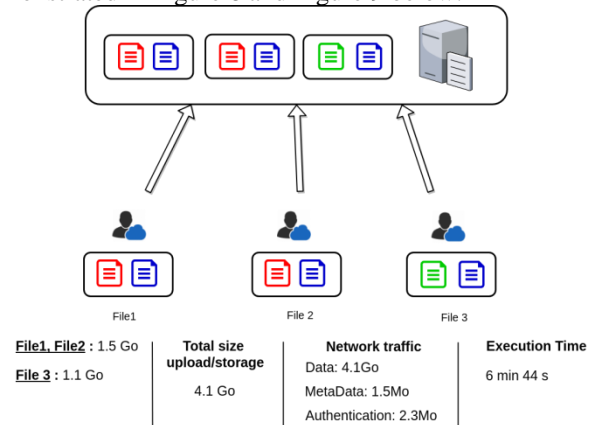 File1
File 2
File 3
File1, File2 : 1.5 Go
File 3 : 1.1 Go
Total size
upload/storage
4.1 Go
Network traffic
Data: 4.1Go
MetaData: 1.5Mo
Authentication: 2.3Mo
Execution Time
6 min 44 s